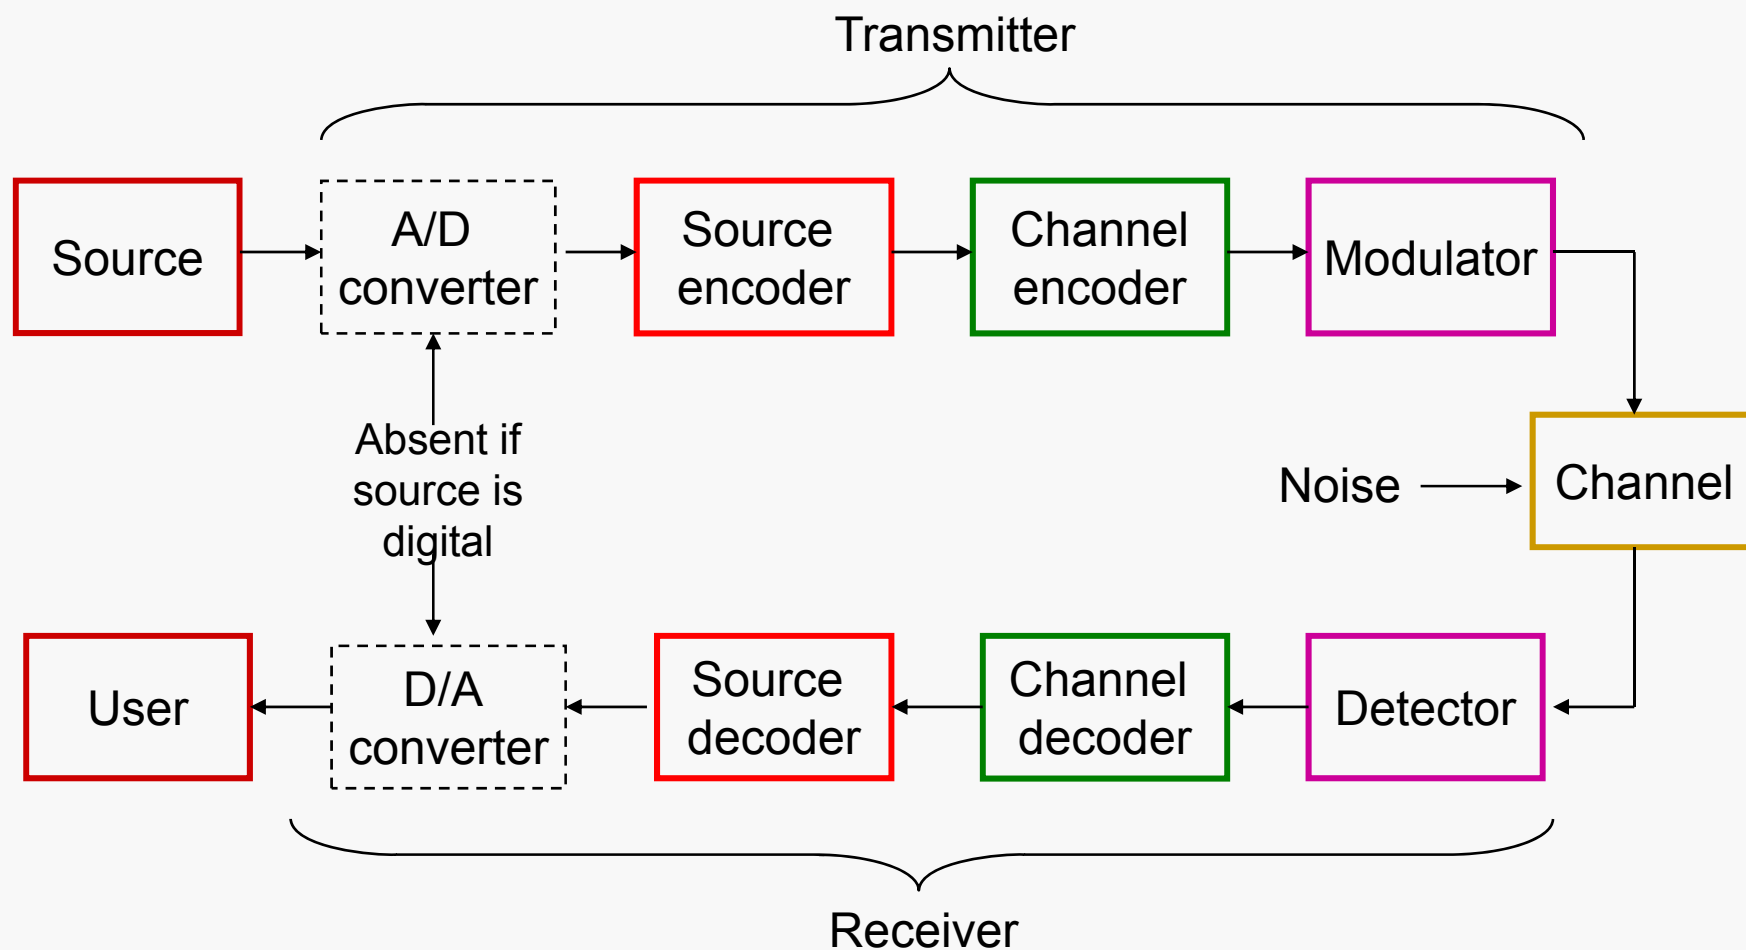 Transmitter
Source
A/D
converter
Source
encoder
Channel
encoder
Modulator
Absent if
source is
digital
Noise
Channel
User
D/A
converter
Source
decoder
Channel
decoder
Detector
Receiver